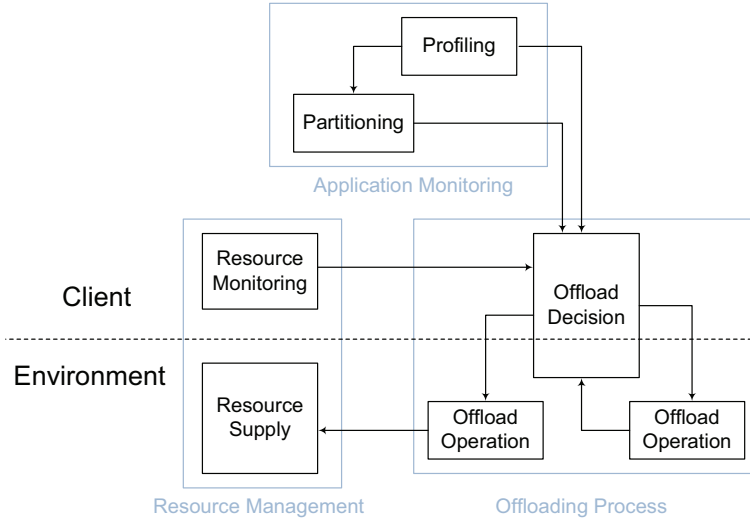 Profiling
Partitioning
Application Monitoring
Resource
Monitoring
Offload
Decision
Client
Environment
Resource
Supply
Offload
Operation
Offload
Operation
Resource Management
Offloading Process